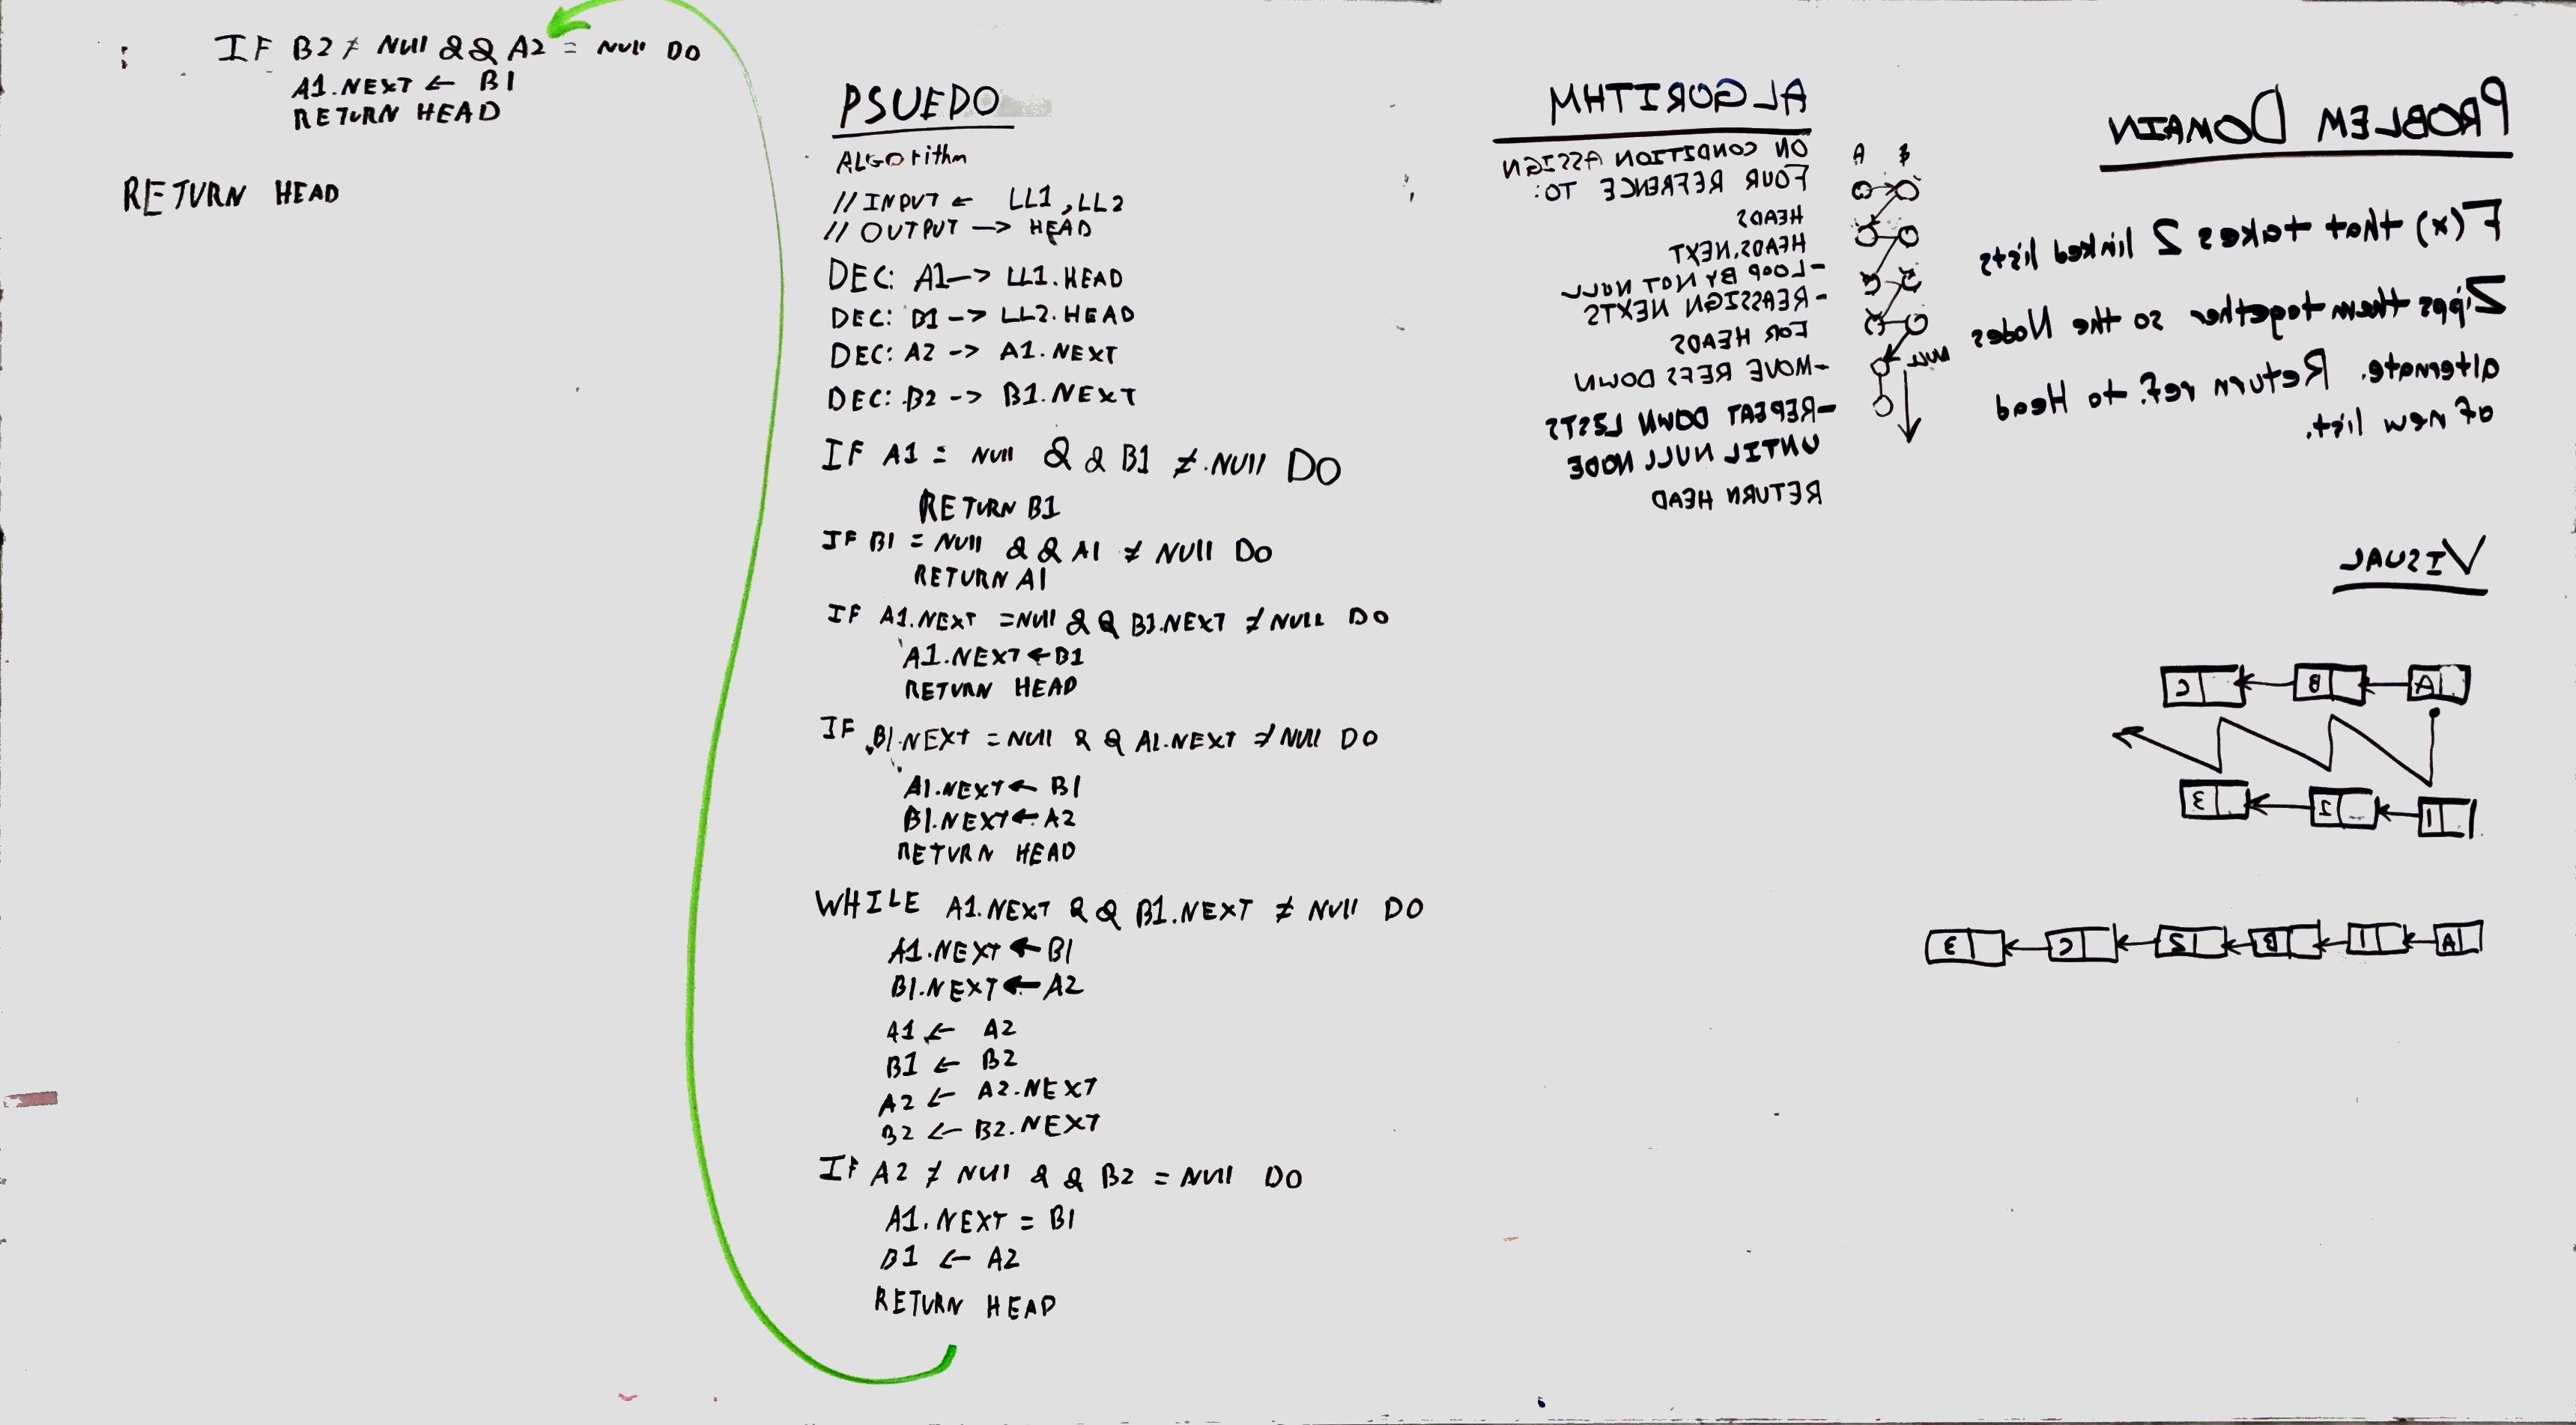 IF B2 ≠ NUll && A2 = NUll DO
A1.NEXT ← B1
RETURN HEAD
RETURN HEAD
PSUEDO
ALGOrithm
// INPUT ← LL1, LL2
// OUTPUT —> HEAD
DEC: A1—> LL1.HEAD
DEC: B1 —> LL2.HEAD
DEC: A2 -> A1.NEXT
DEC: B2 -> B1.NEXT
IF A1 = NUll && B1 ≠ NUll DO
RETURN B1
IF B1 = NUll && A1 ≠ NUll DO
RETURN A1
IF A1.NEXT = NUll && B1.NEXT ≠ NULL DO
A1.NEXT ← B1
RETURN HEAD
IF B1.NEXT = NUll && A1.NEXT ≠ NUll DO
A1.NEXT ← B1
B1.NEXT ← A2
RETURN HEAD
WHILE A1.NEXT && B1.NEXT ≠ NUll DO
A1.NEXT ← B1
B1.NEXT ← A2
A1 ← A2
B1 ← B2
A2 ← A2.NEXT
B2 ← B2.NEXT
IF A2 ≠ NUll && B2 = NUll DO
A1.NEXT = B1
B1 ← A2
RETURN HEAD
ALGORITHM
ON CONDITION ASSIGN
FOUR REFRENCE TO:
HEADS
HEADS.NEXT
-LOOP BY NOT NULL
-REASSIGN NEXTS
FOR HEADS
-MOVE REFS DOWN
-REPEAT DOWN LISTS
UNTIL NULL NODE
RETURN HEAD
A B
NULL
PROBLEM DOMAIN
F(x) that takes 2 linked lists
Zipps them together so the Nodes
alternate. Return ref. to Head
of new list.
VISUAL
A B C
1 2 3
A 1 B 2 C 3